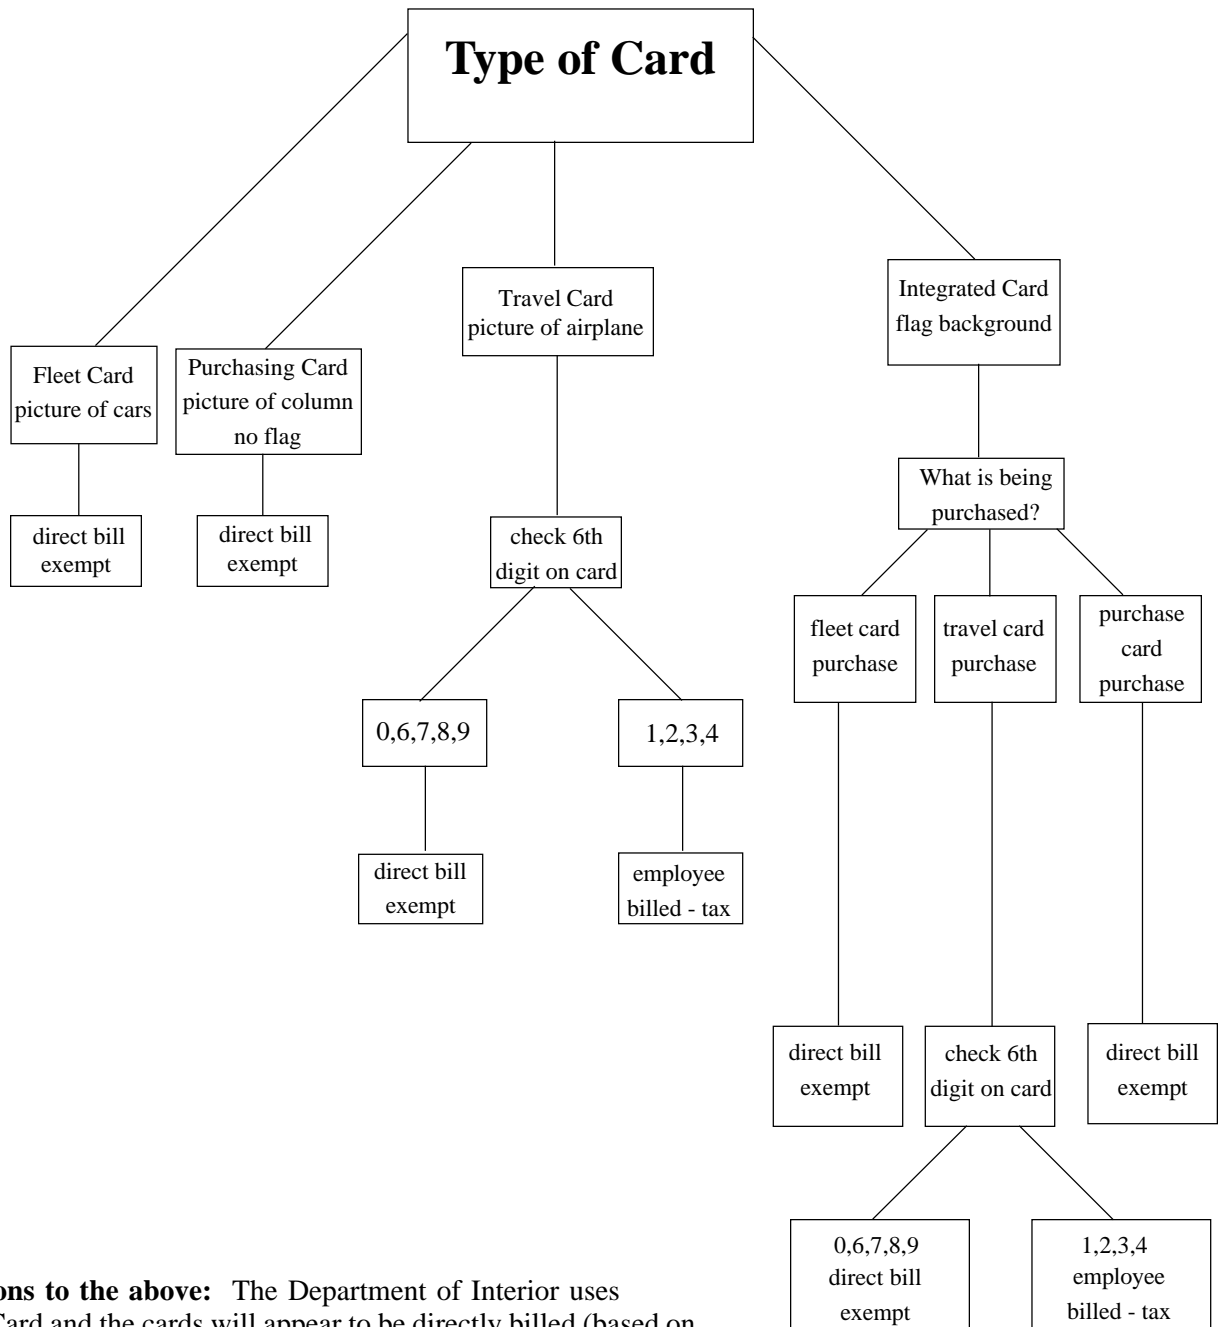 Type of Card
Fleet Card
picture of cars
direct bill
exempt
Purchasing Card
picture of column
no flag
direct bill
exempt
Travel Card
picture of airplane
check 6th
digit on card
0,6,7,8,9
direct bill
exempt
1,2,3,4
employee
billed - tax
Integrated Card
flag background
What is being
purchased?
fleet card
purchase
direct bill
exempt
travel card
purchase
check 6th
digit on card
0,6,7,8,9
direct bill
exempt
1,2,3,4
employee
billed - tax
purchase
card
purchase
direct bill
exempt
to the above: The Department of Interior uses
Card and the cards will appear to be directly billed (based on